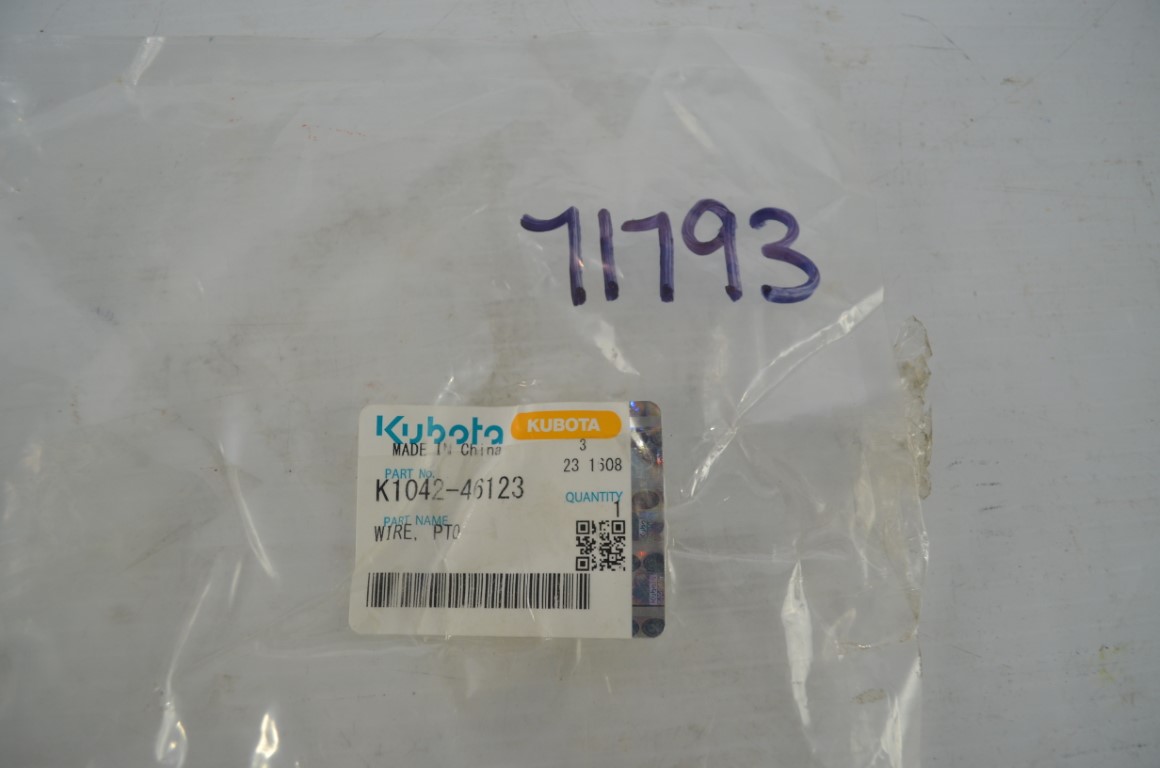 71793
Kubota KUBOTA
MADE IN China 3
23 1608
PART No.
K1042-46123
QUANTITY
1
PART NAME
WIRE, PTO